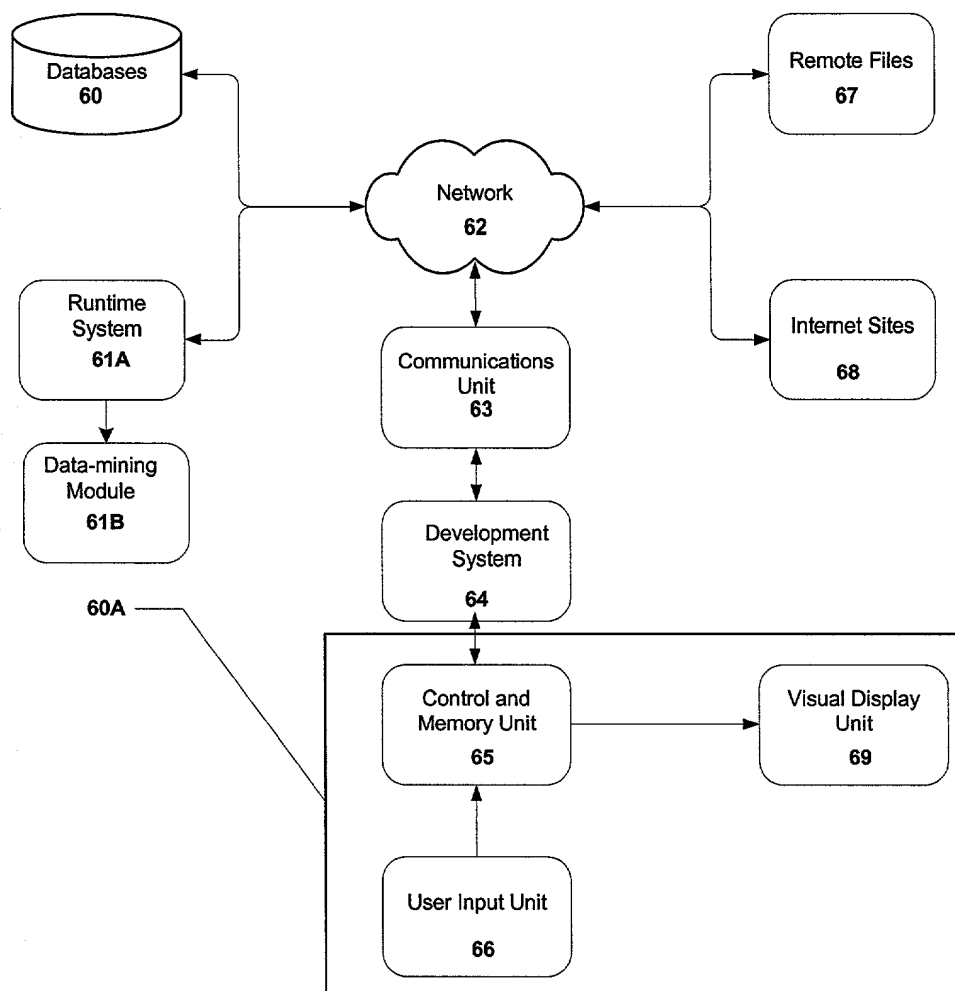 Databases
60
Remote Files
67
Network
62
Runtime
System
61A
Internet Sites
68
Communications
Unit
63
Data-mining
Module
61B
Development
System
64
60A
Control and
Memory Unit
65
Visual Display
Unit
69
User Input Unit
66